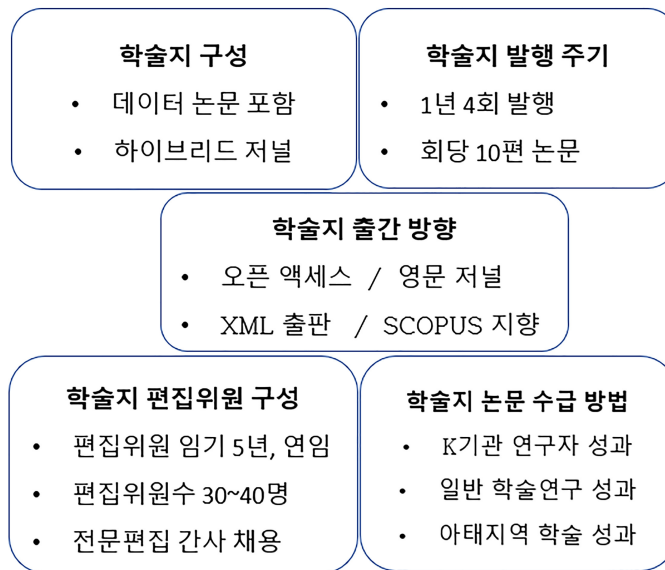 학술지 구성
• 데이터 논문 포함
• 하이브리드 저널
학술지 발행 주기
• 1년 4회 발행
• 회당 10편 논문
학술지 출간 방향
• 오픈 액세스 / 영문 저널
• XML 출판 / SCOPUS 지향
학술지 편집위원 구성
• 편집위원 임기 5년, 연임
• 편집위원수 30~40명
• 전문편집 간사 채용
학술지 논문 수급 방법
• K기관 연구자 성과
• 일반 학술연구 성과
• 아태지역 학술 성과